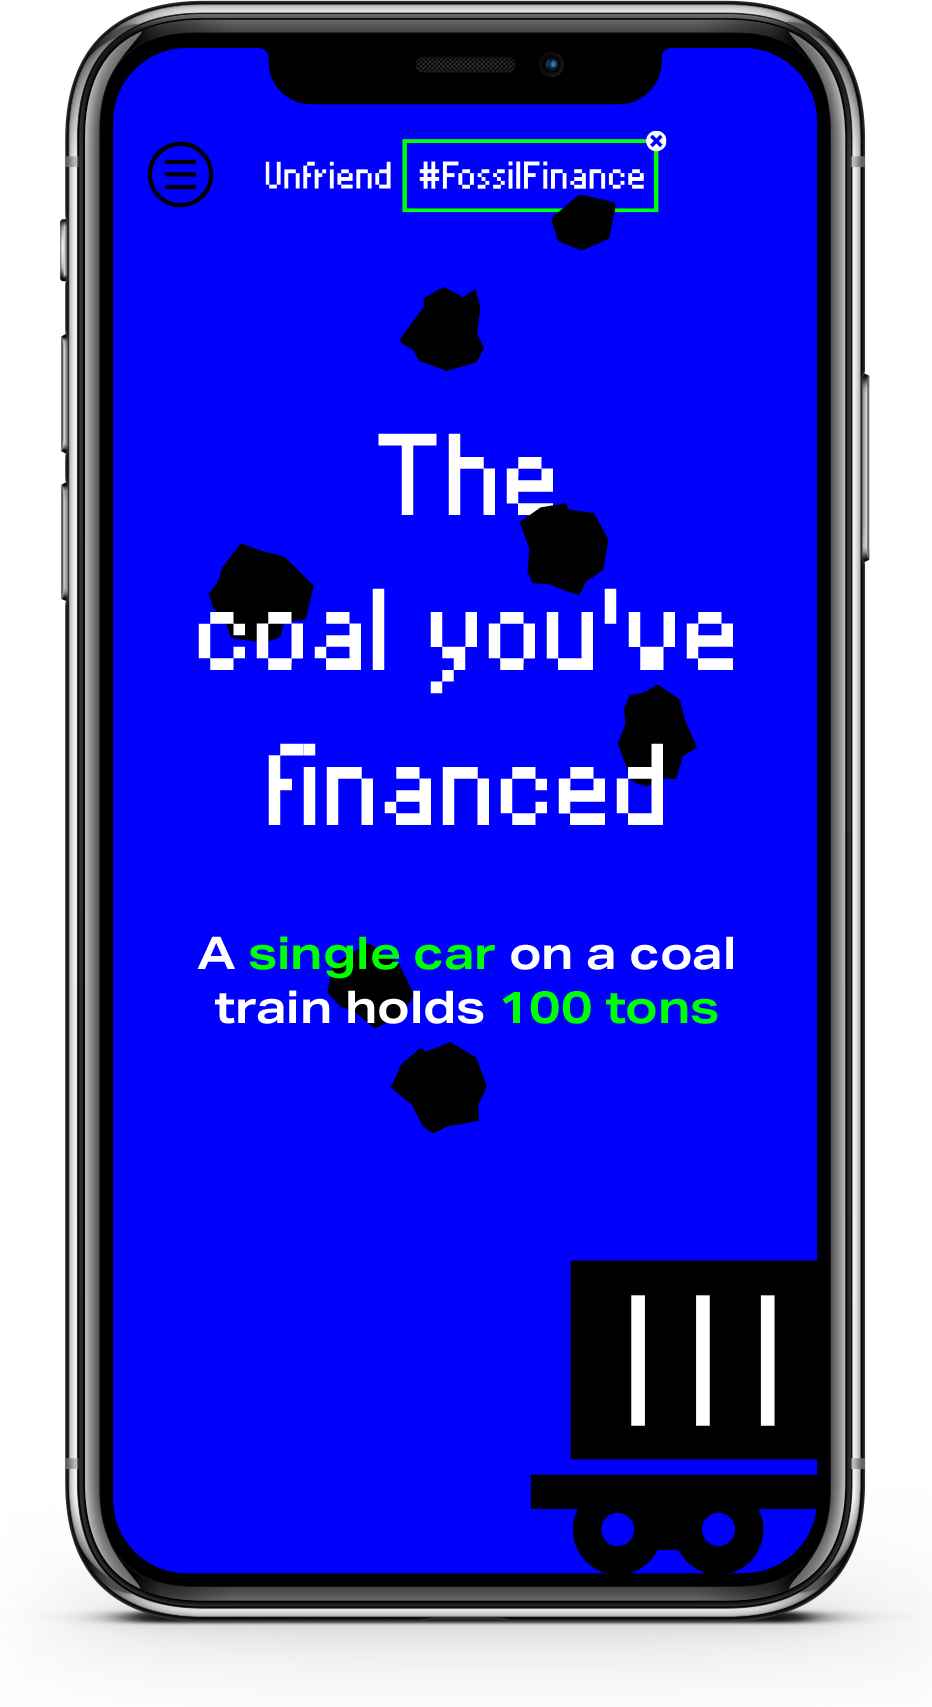 Unfriend #FossilFinance
The
coal you've
financed
A single car on a coal
train holds 100 tons